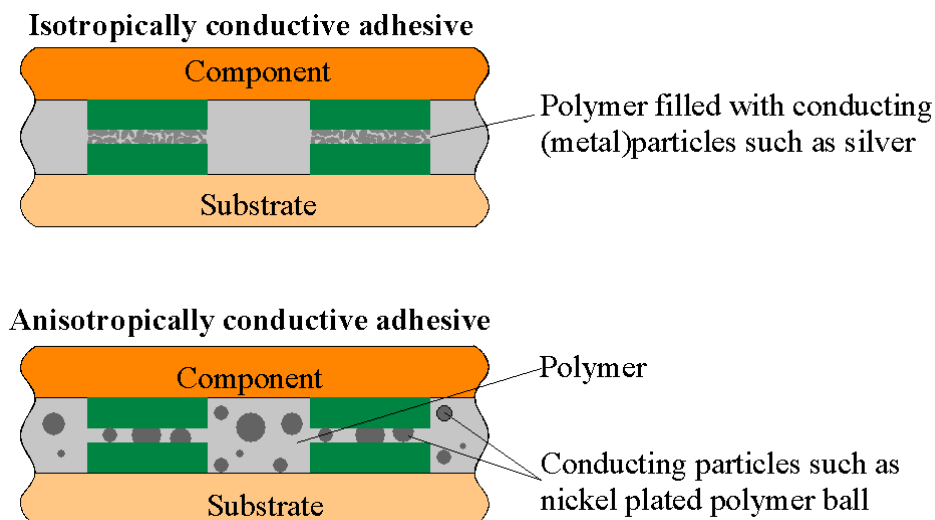 Isotropically conductive adhesive
Component
Polymer filled with conducting
(metal)particles such as silver
Substrate
Anisotropically conductive adhesive
Polymer
Component
Conducting particles such as
nickel plated polymer ball
Substrate